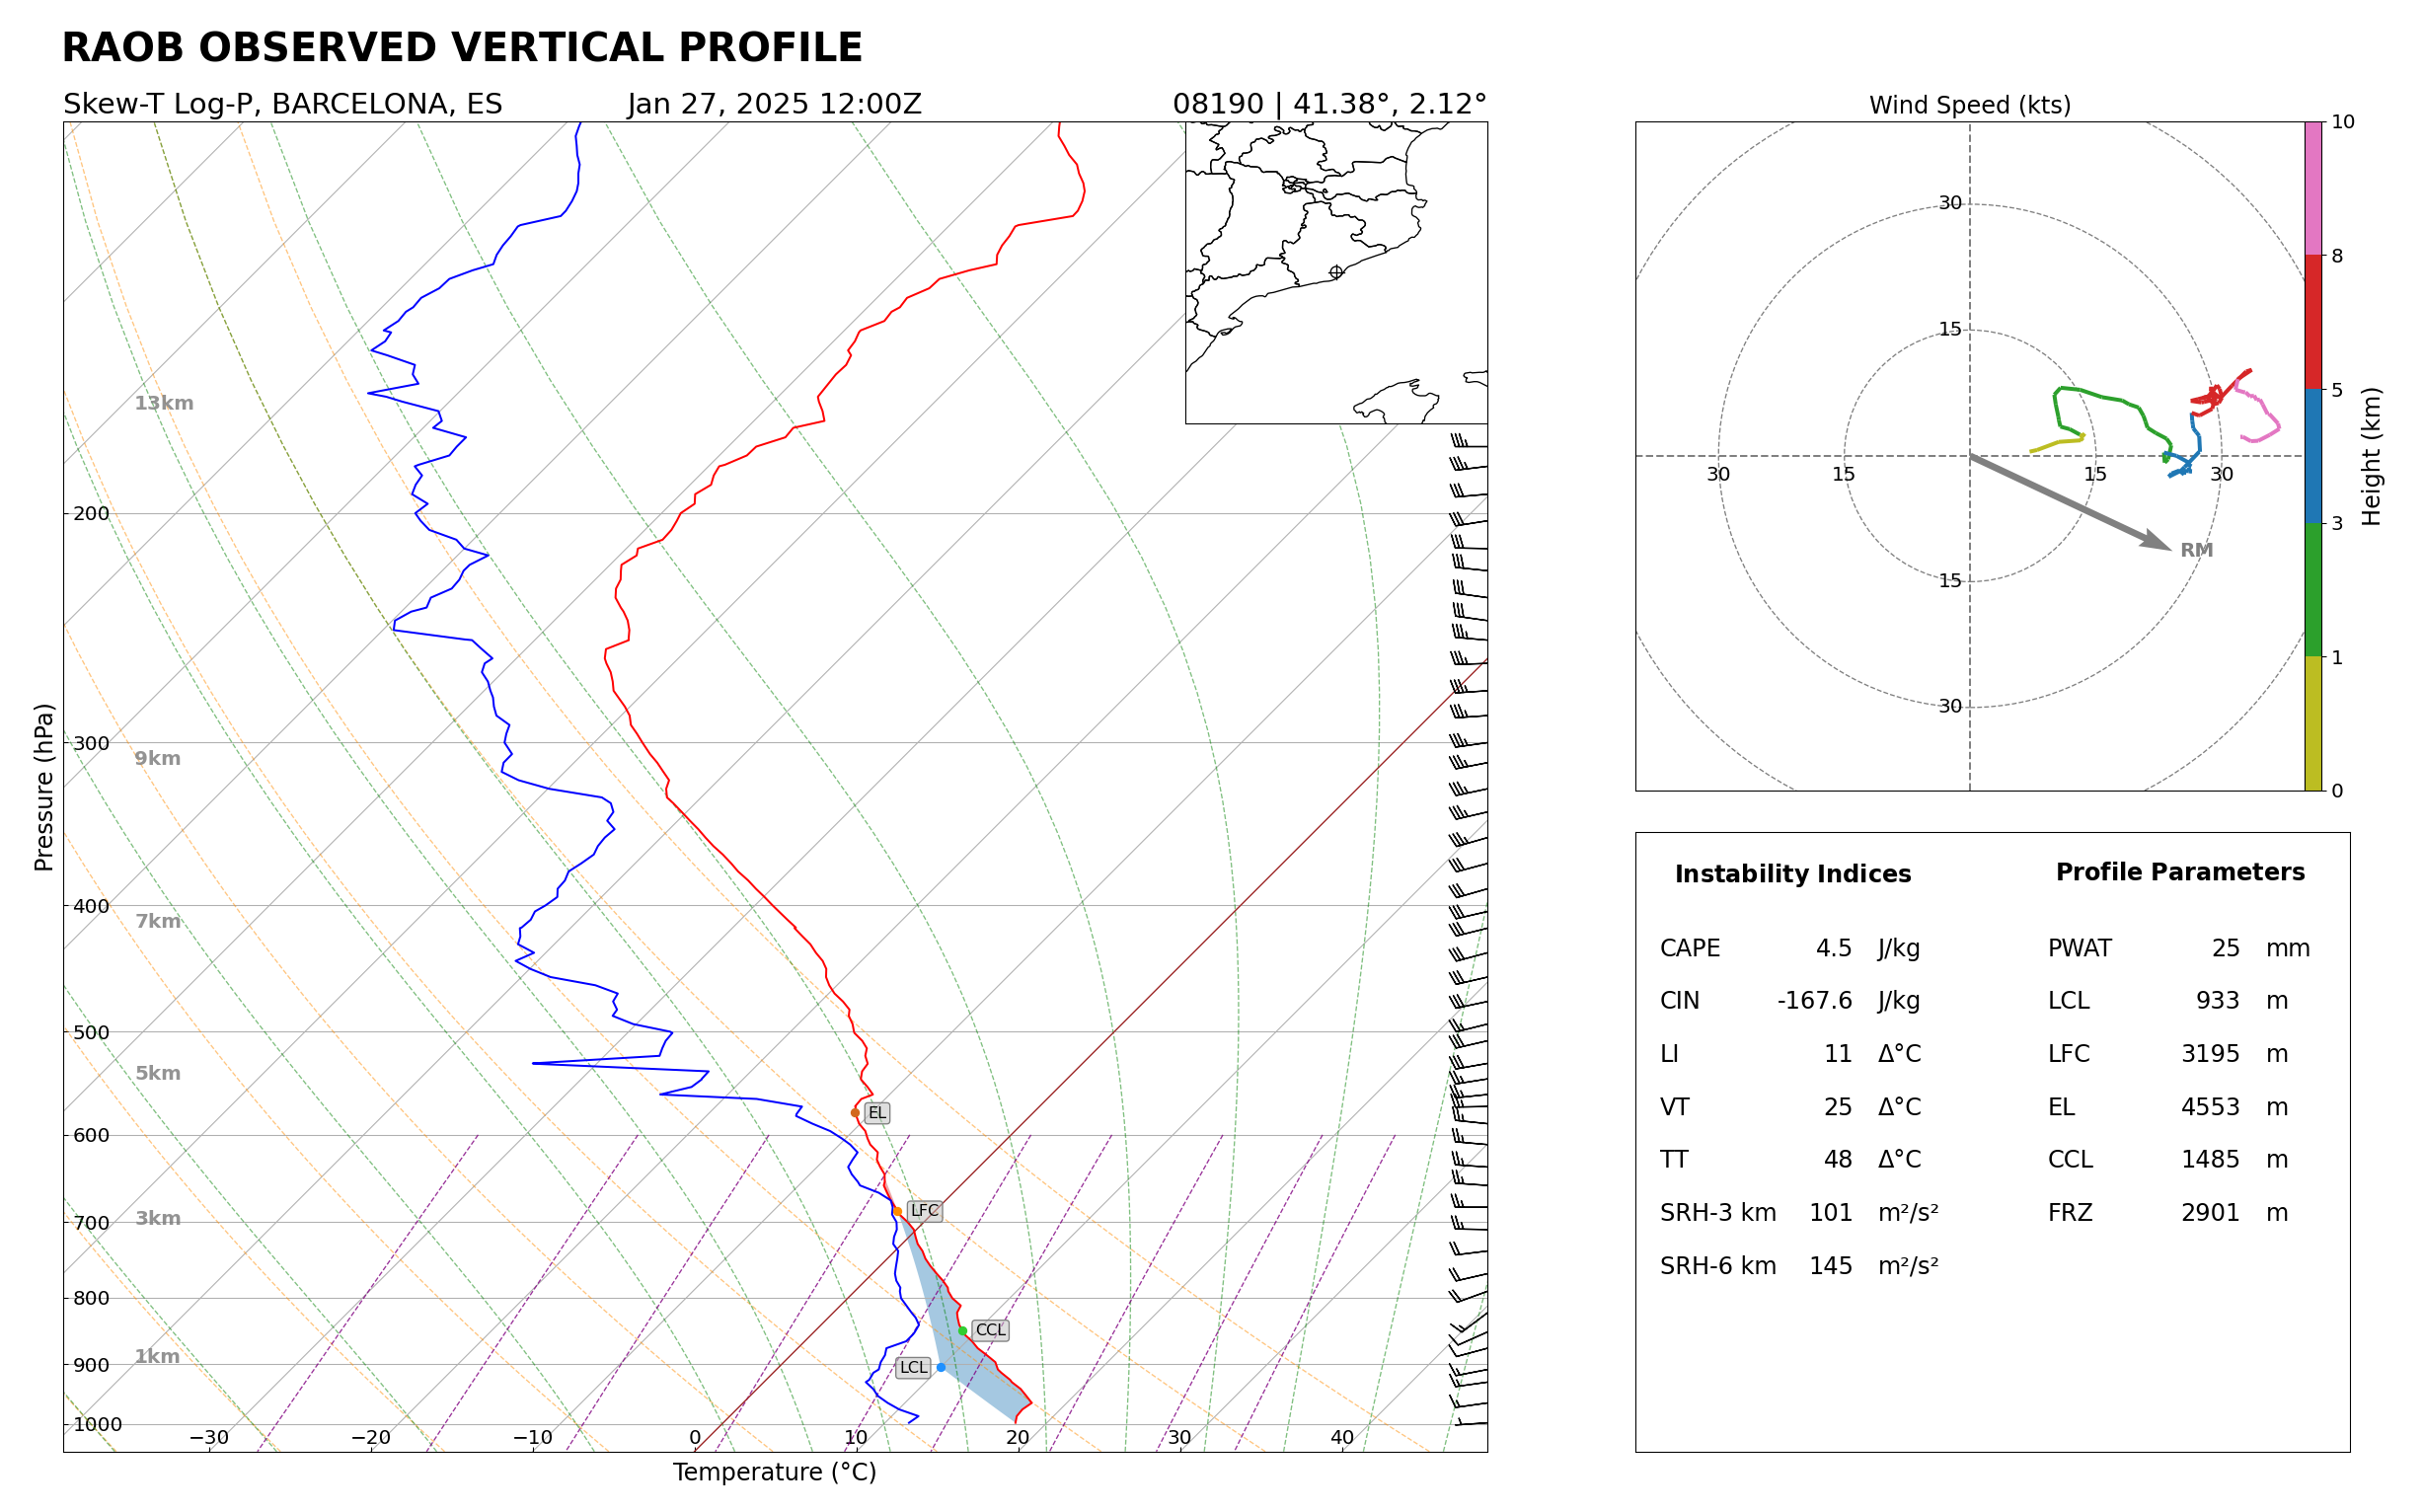 RAOB OBSERVED VERTICAL PROFILE
Skew-T Log-P, BARCELONA, ES Jan 27, 2025 12:00Z 08190 | 41.38°, 2.12°
Pressure (hPa)
200
300
400
500
600
700
800
900
1000
13km
9km
7km
5km
3km
1km
EL
LFC
CCL
LCL
−30 −20 −10 0 10 20 30 40
Temperature (°C)
Wind Speed (kts)
30
15
30 15 15 30
15
30
RM
10
8
5
3
1
0
Height (km)
Instability Indices Profile Parameters
CAPE 4.5 J/kg PWAT 25 mm
CIN -167.6 J/kg LCL 933 m
LI 11 Δ°C LFC 3195 m
VT 25 Δ°C EL 4553 m
TT 48 Δ°C CCL 1485 m
SRH-3 km 101 m²/s² FRZ 2901 m
SRH-6 km 145 m²/s²